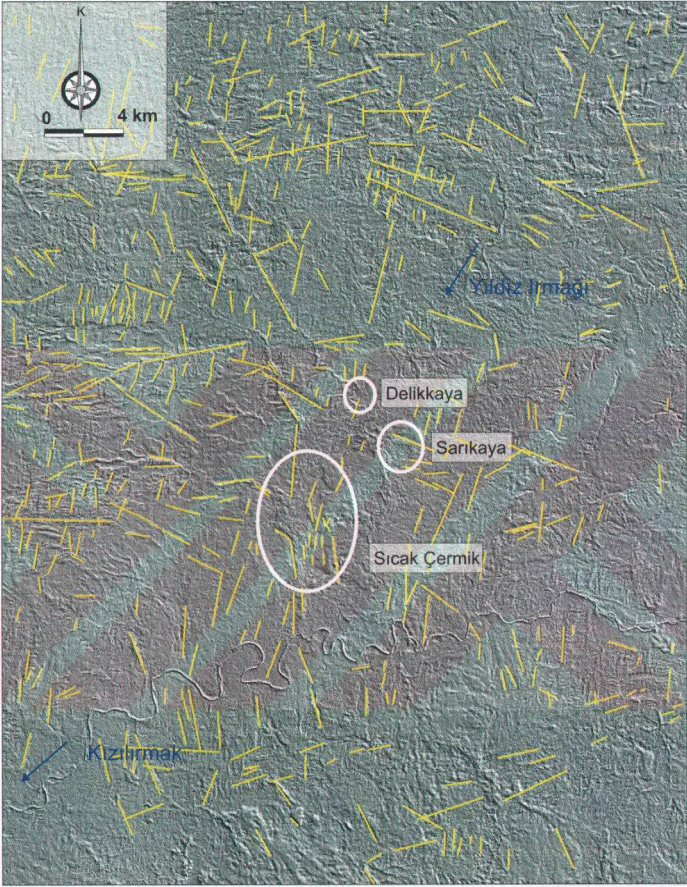 K
0 4 km
Yıldız Irmağı
Delikkaya
Sarıkaya
Sıcak Çermik
Kızılırmak